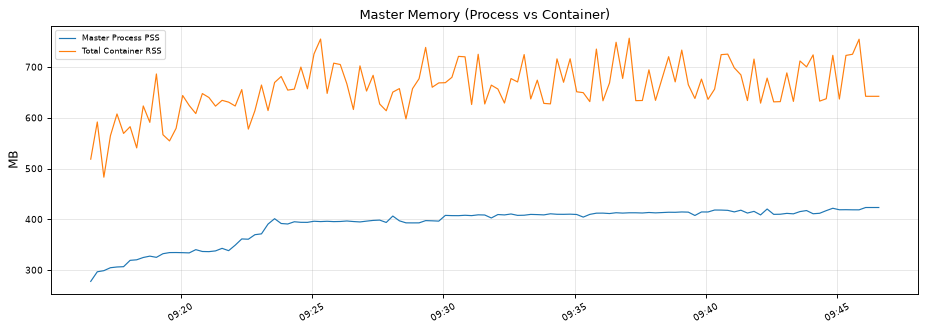 Master Memory (Process vs Container)
Master Process PSS
Total Container RSS
MB
700
600
500
400
300
09:20
09:25
09:30
09:35
09:40
09:45